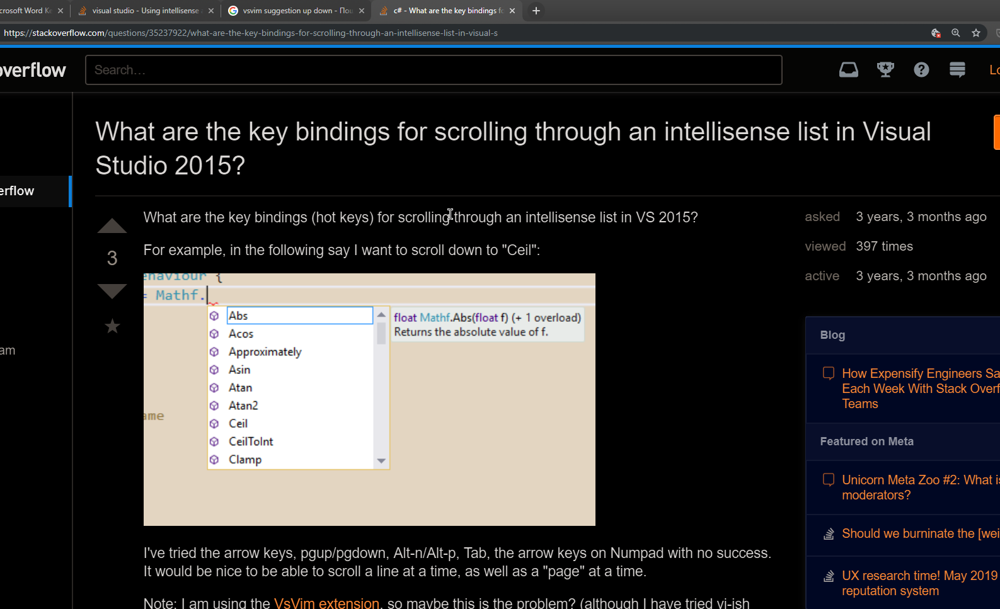 crosoft Word Ke
visual studio - Using intellisense
vsvim suggestion up down - Пои
c# - What are the key bindings f
https://stackoverflow.com/questions/35237922/what-are-the-key-bindings-for-scrolling-through-an-intellisense-list-in-visual-s
overflow
Search…
Lo
What are the key bindings for scrolling through an intellisense list in Visual
Studio 2015?
erflow
am
3
What are the key bindings (hot keys) for scrolling through an intellisense list in VS 2015?
For example, in the following say I want to scroll down to "Ceil":
ehaviour {
= Mathf.
Abs
Acos
Approximately
Asin
Atan
Atan2
Ceil
CeilToInt
Clamp
float Mathf.Abs(float f) (+ 1 overload)
Returns the absolute value of f.
ame
I've tried the arrow keys, pgup/pgdown, Alt-n/Alt-p, Tab, the arrow keys on Numpad with no success.
It would be nice to be able to scroll a line at a time, as well as a "page" at a time.
Note: I am using the VsVim extension, so maybe this is the problem? (although I have tried vi-ish
asked 3 years, 3 months ago
viewed 397 times
active 3 years, 3 months ago
Blog
How Expensify Engineers Sa
Each Week With Stack Overf
Teams
Featured on Meta
Unicorn Meta Zoo #2: What is
moderators?
Should we burninate the [wei
UX research time! May 2019
reputation system